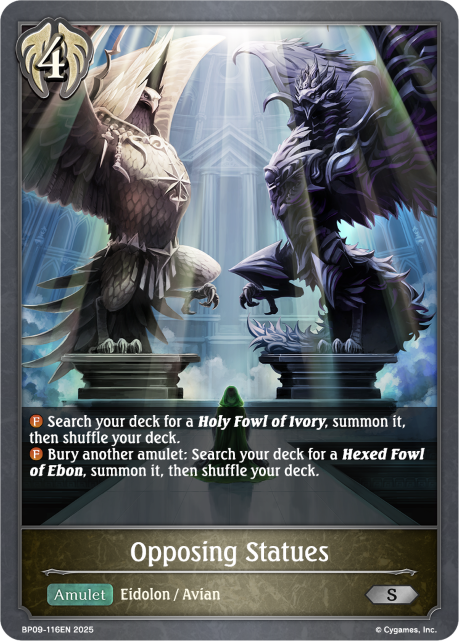 4
F Search your deck for a Holy Fowl of Ivory, summon it,
then shuffle your deck.
F Bury another amulet: Search your deck for a Hexed Fowl
of Ebon, summon it, then shuffle your deck.
Opposing Statues
Amulet Eidolon / Avian S
BP09-116EN 2025 © Cygames, Inc.